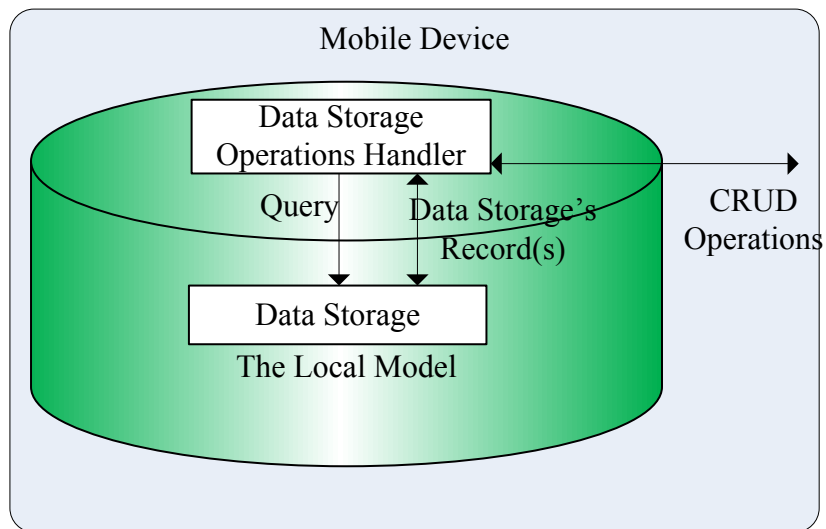 Mobile Device
Data Storage
Operations Handler
Query
Data Storage's
Record(s)
CRUD
Operations
Data Storage
The Local Model